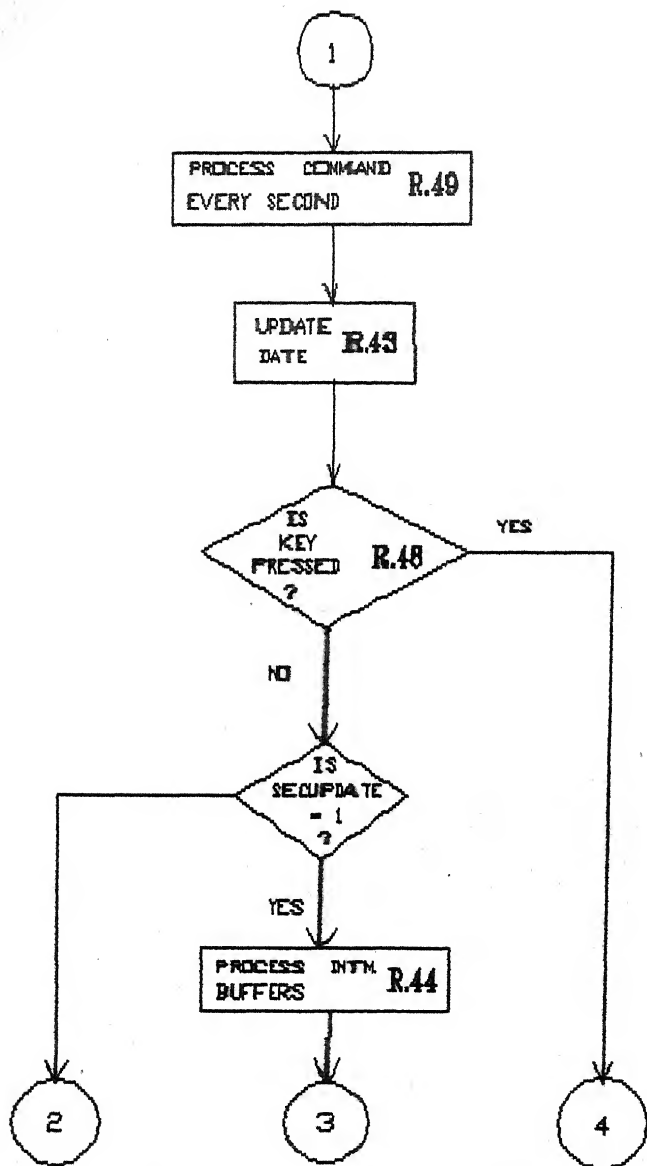 1
PROCESS COMMAND
EVERY SECOND R.49
UPDATE
DATE R.43
IS
KEY
PRESSED R.48
?
YES
NO
IS
SECUPDATE
= 1
?
YES
PROCESS INTM.
BUFFERS R.44
2
3
4